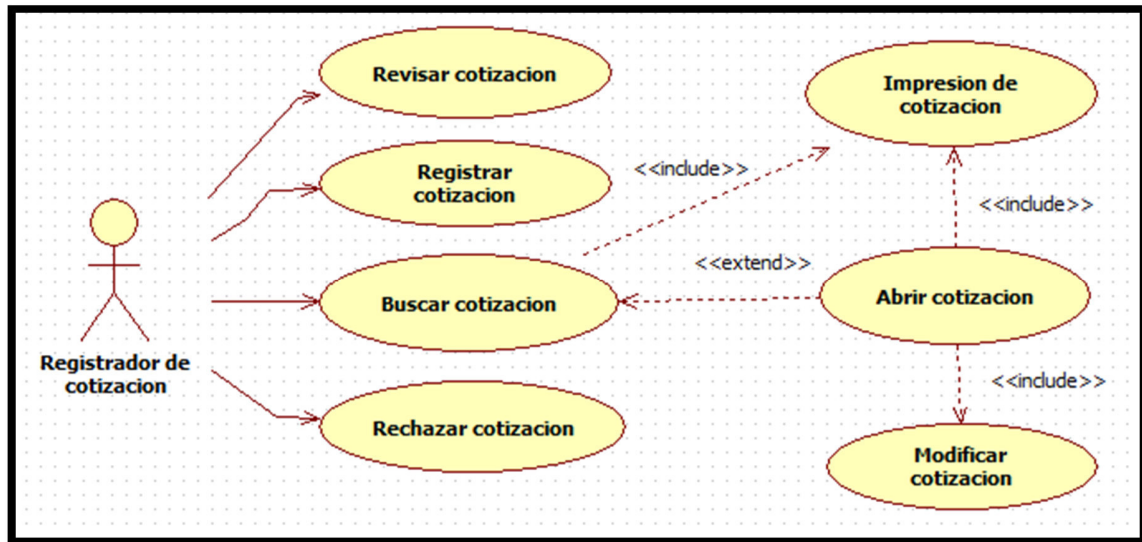 Revisar cotizacion
Impresion de
cotizacion
Registrar
cotizacion
<<include>>
<<include>>
<<extend>>
Buscar cotizacion
Abrir cotizacion
Registrador de
cotizacion
<<include>>
Rechazar cotizacion
Modificar
cotizacion